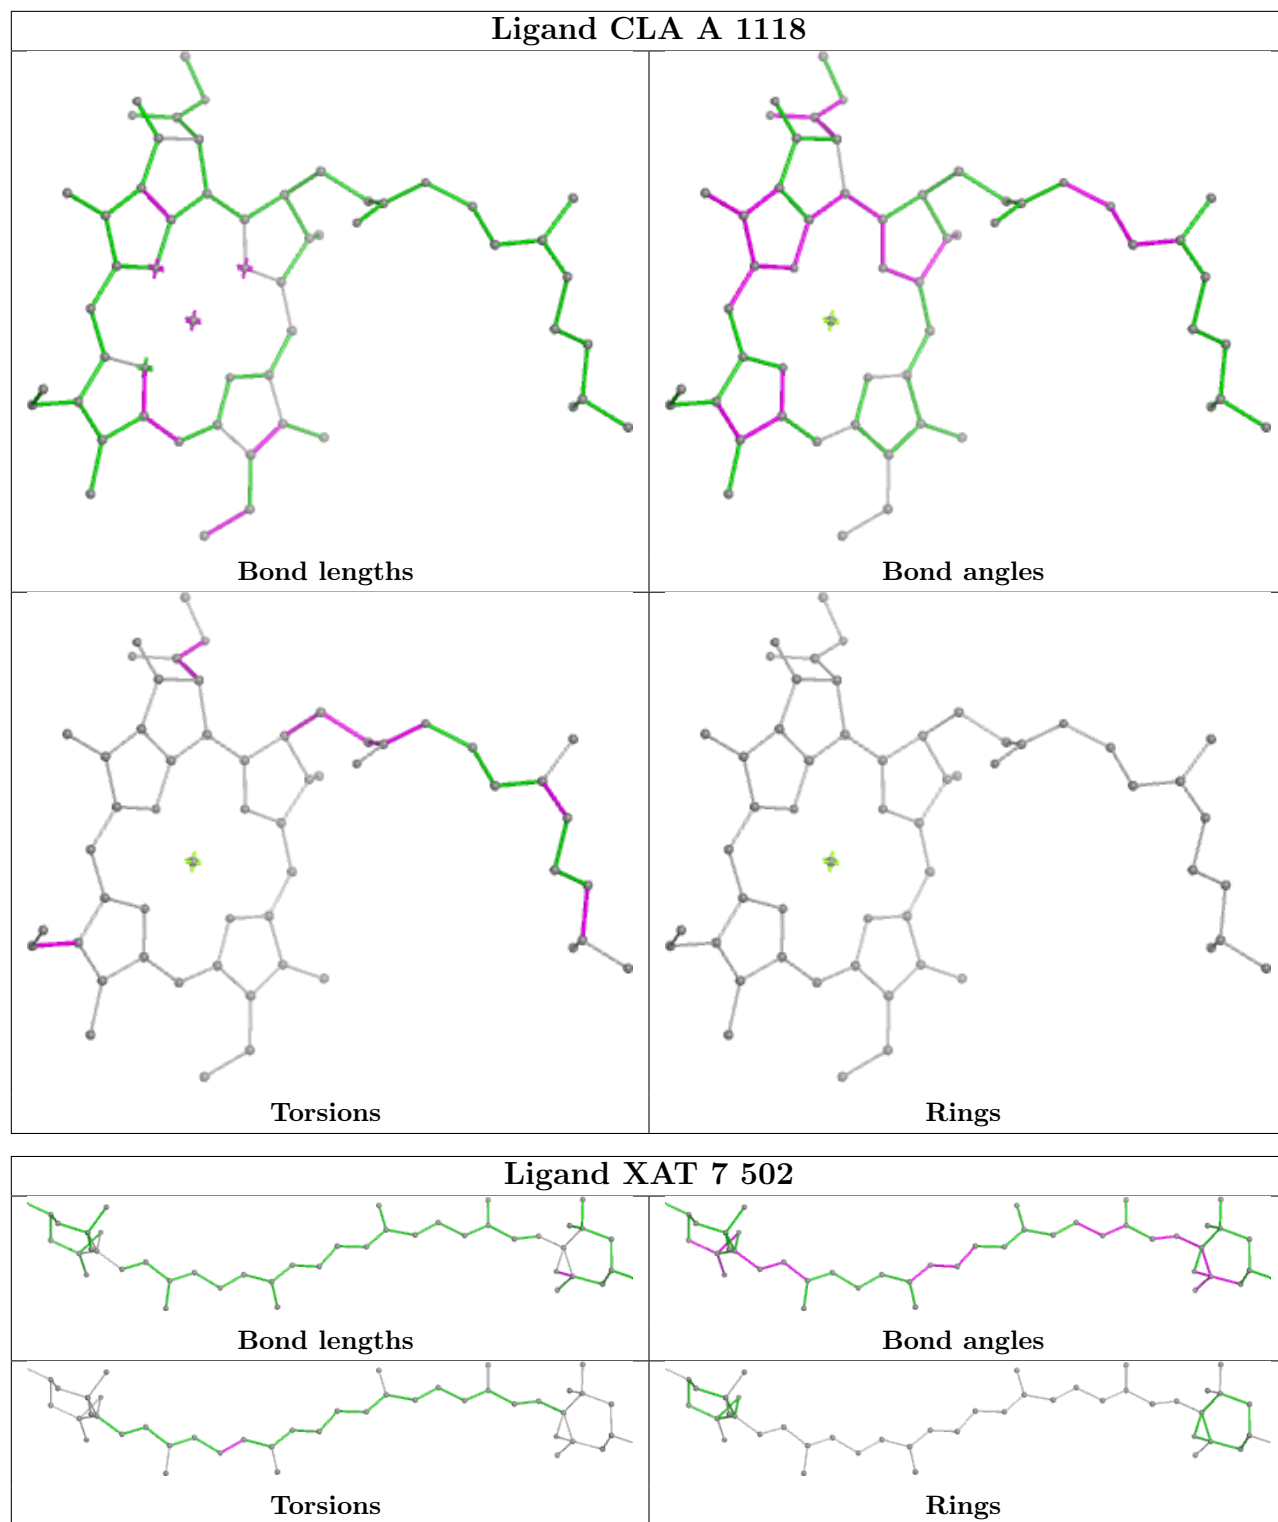 Ligand CLA A 1118
Bond lengths
Bond angles
Torsions
Rings
Ligand XAT 7 502
Bond lengths
Bond angles
Torsions
Rings